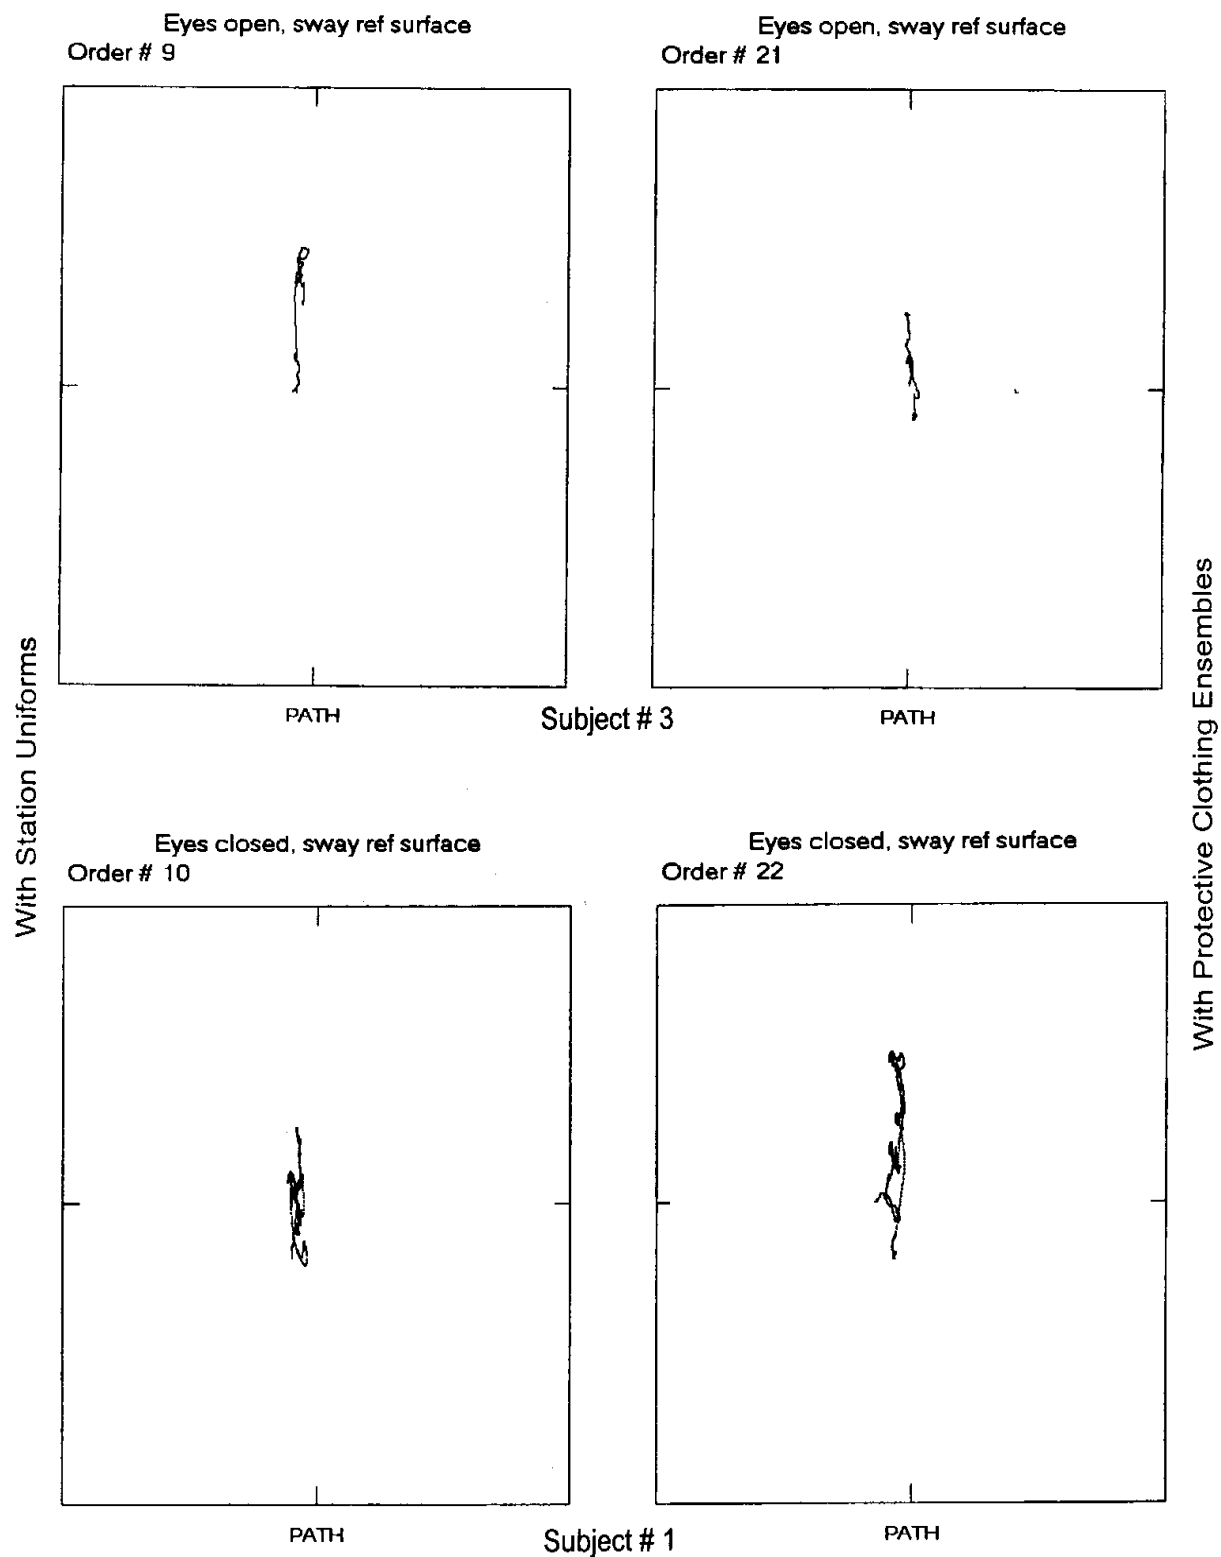 Eyes open, sway ref surface
Order # 9
Eyes open, sway ref surface
Order # 21
PATH
Subject # 3
PATH
With Station Uniforms
With Protective Clothing Ensembles
Eyes closed, sway ref surface
Order # 10
Eyes closed, sway ref surface
Order # 22
PATH
Subject # 1
PATH